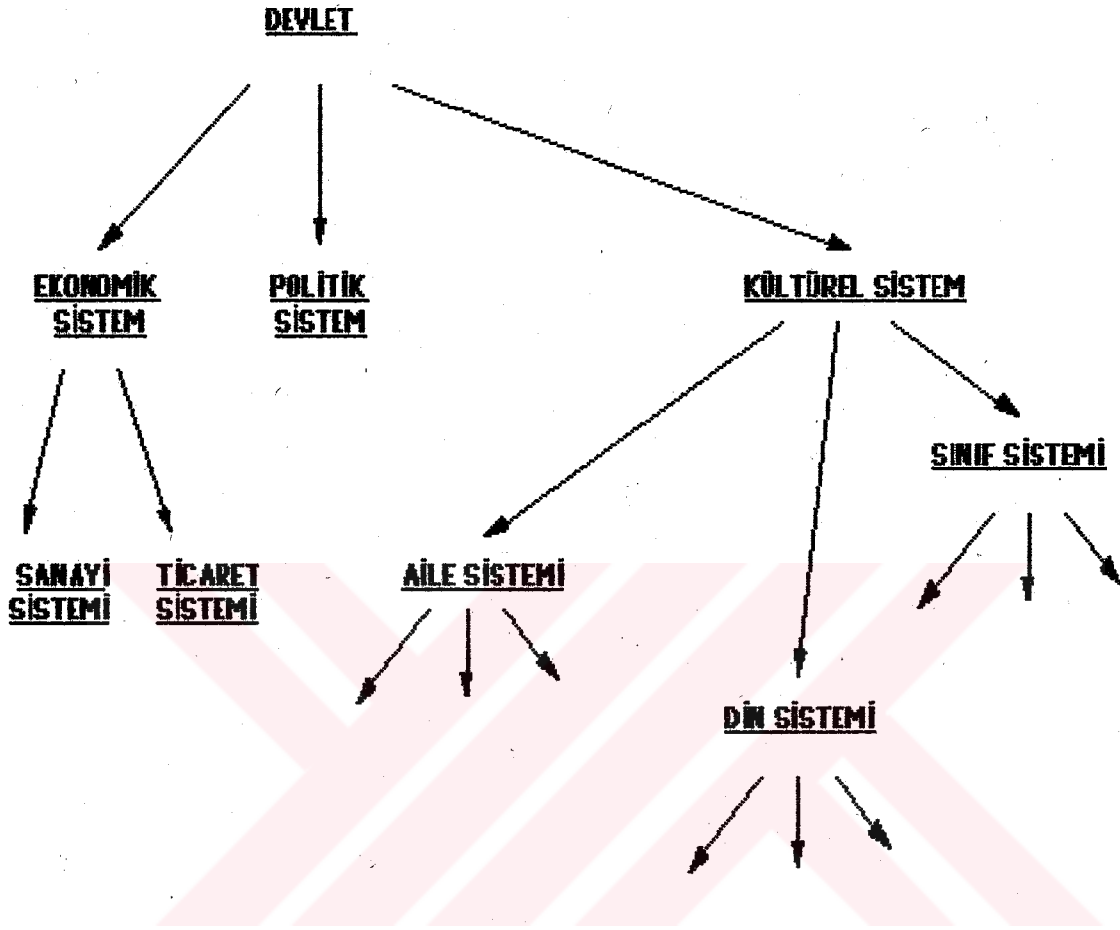 DEVLET
EKONOMİK
SİSTEM
POLİTİK
SİSTEM
KÜLTÜREL SİSTEM
SINIF SİSTEMİ
SANAYİ
SİSTEMİ
TİCARET
SİSTEMİ
AİLE SİSTEMİ
DİN SİSTEMİ